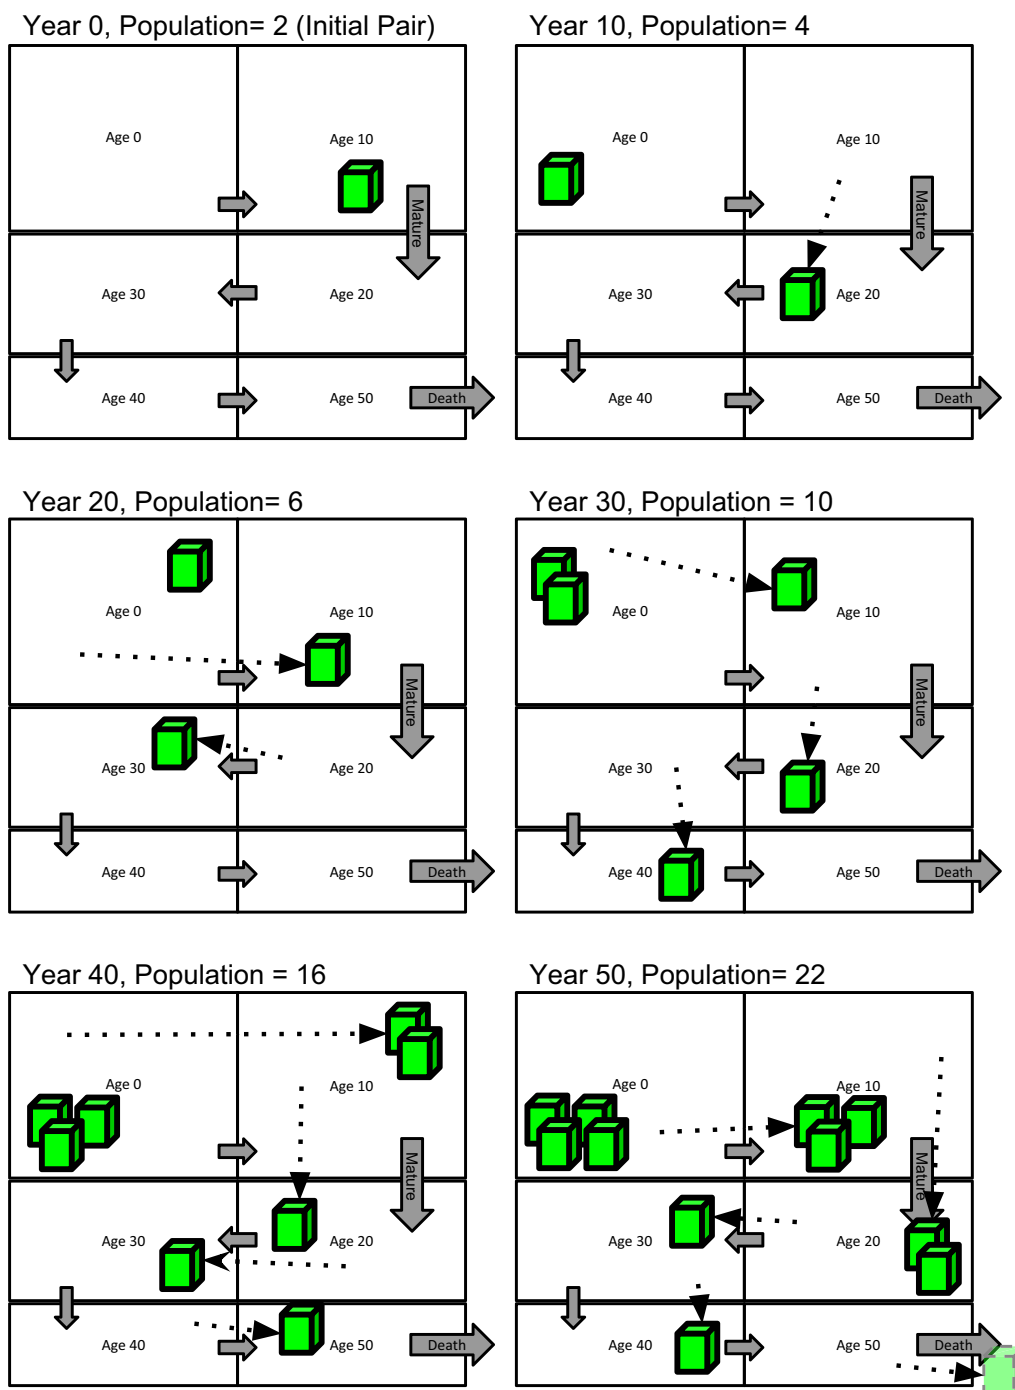 Year 0, Population= 2 (Initial Pair)
Age 0
Age 10
Mature
Age 30
Age 20
Age 40
Age 50
Death
Year 10, Population= 4
Age 0
Age 10
Mature
Age 30
Age 20
Age 40
Age 50
Death
Year 20, Population= 6
Age 0
Age 10
Mature
Age 30
Age 20
Age 40
Age 50
Death
Year 30, Population = 10
Age 0
Age 10
Mature
Age 30
Age 20
Age 40
Age 50
Death
Year 40, Population = 16
Age 0
Age 10
Mature
Age 30
Age 20
Age 40
Age 50
Death
Year 50, Population= 22
Age 0
Age 10
Mature
Age 30
Age 20
Age 40
Age 50
Death